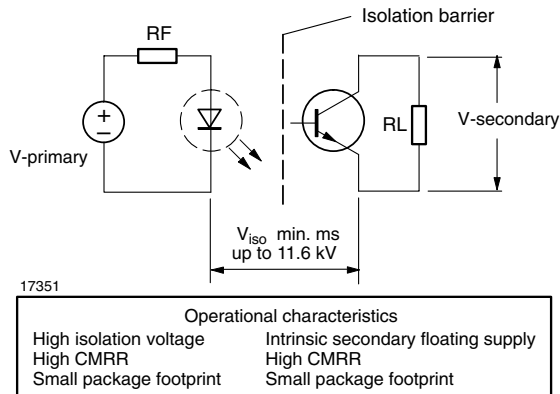 Isolation barrier
RF
+
−
V-primary
RL
V-secondary
Viso min. ms
up to 11.6 kV
17351
Operational characteristics
High isolation voltage Intrinsic secondary floating supply
High CMRR High CMRR
Small package footprint Small package footprint